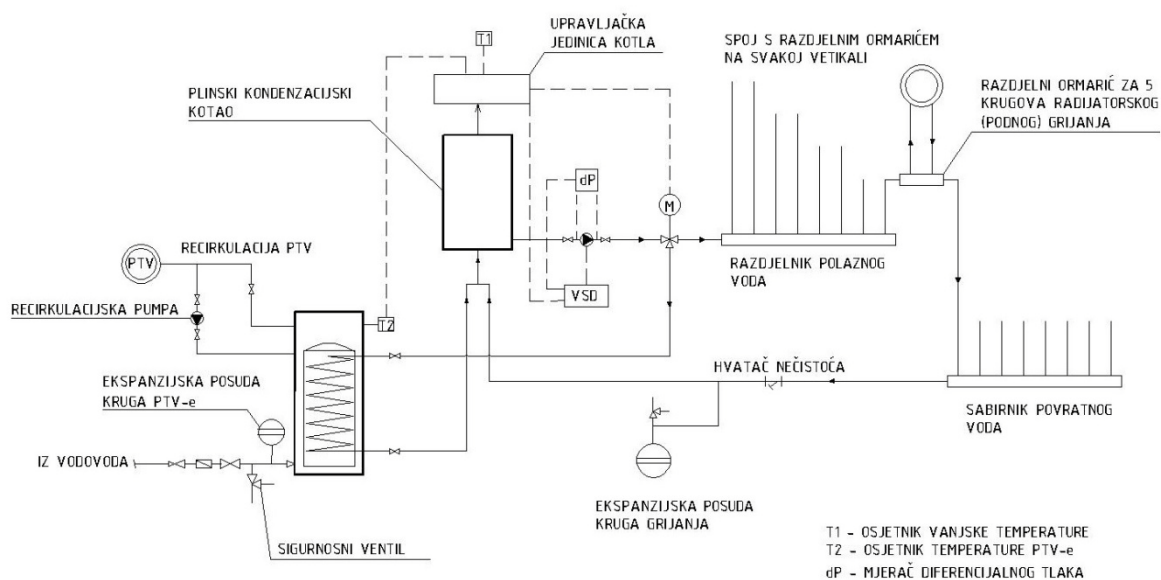 T1
UPRAVLJAČKA
JEDINICA KOTLA
SPOJ S RAZDJELNIM ORMARIĆEM
NA SVAKOJ VETIKALI
PLINSKI KONDENZACIJSKI
KOTAO
RAZDJELNI ORMARIĆ ZA 5
KRUGOVA RADIJATORSKOG
(PODNOG) GRIJANJA
dP
M
RECIRKULACIJA PTV
PTV
RAZDJELNIK POLAZNOG
VODA
VSD
RECIRKULACIJSKA PUMPA
T2
HVATAČ NEČISTOĆA
EKSPANZIJSKA POSUDA
KRUGA PTV-e
SABIRNIK POVRATNOG
VODA
IZ VODOVODA
EKSPANZIJSKA POSUDA
KRUGA GRIJANJA
SIGURNOSNI VENTIL
T1 - OSJETNIK VANJSKE TEMPERATURE
T2 - OSJETNIK TEMPERATURE PTV-e
dP - MJERAČ DIFERENCIJALNOG TLAKA